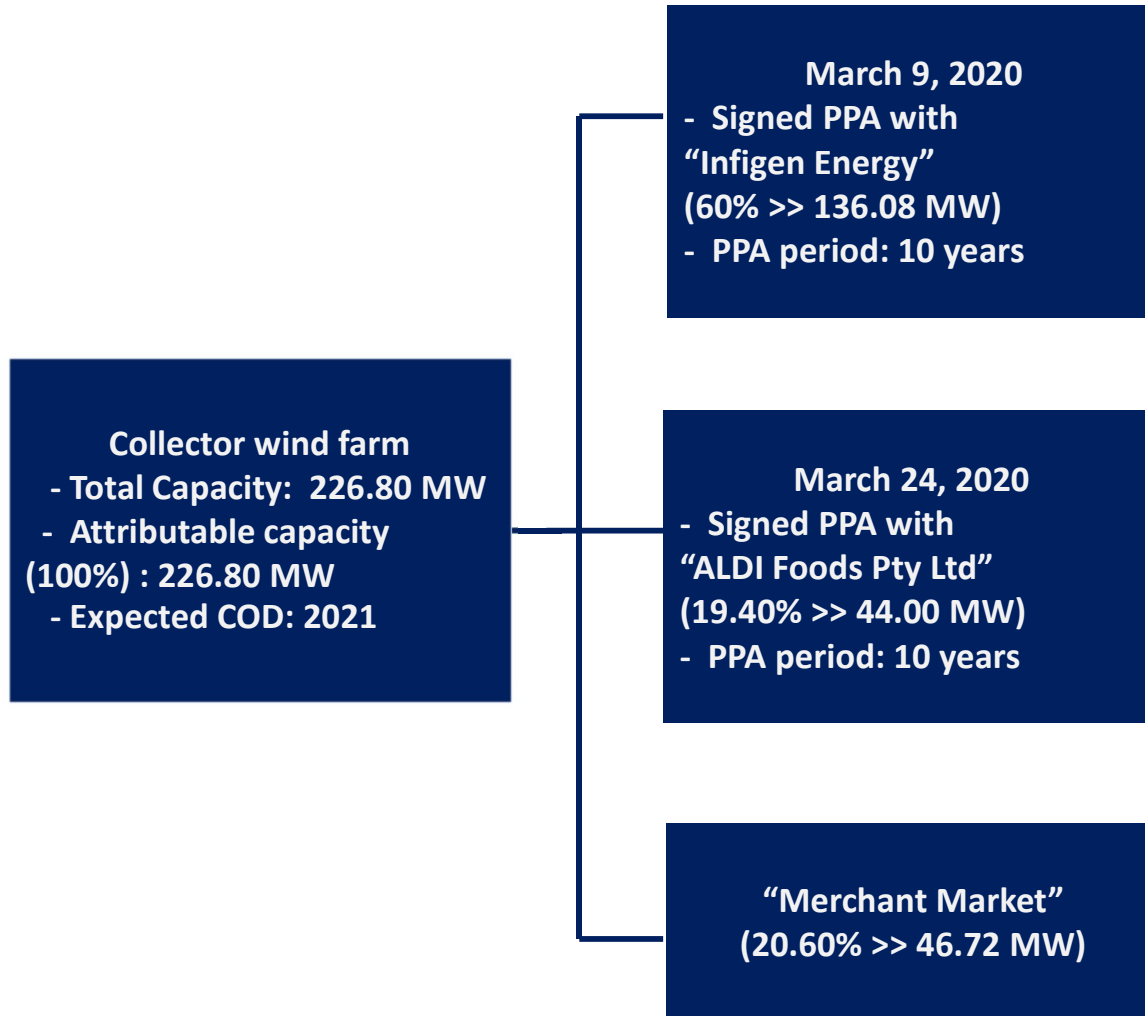 Collector wind farm
- Total Capacity: 226.80 MW
- Attributable capacity
(100%) : 226.80 MW
- Expected COD: 2021
March 9, 2020
- Signed PPA with
“Infigen Energy”
(60% >> 136.08 MW)
- PPA period: 10 years
March 24, 2020
- Signed PPA with
“ALDI Foods Pty Ltd”
(19.40% >> 44.00 MW)
- PPA period: 10 years
“Merchant Market”
(20.60% >> 46.72 MW)